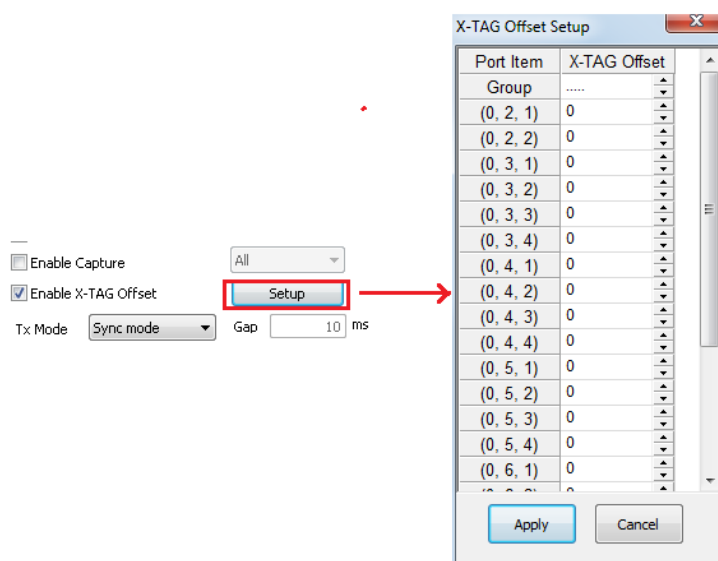 X-TAG Offset Setup
Port Item X-TAG Offset
Group .....
(0, 2, 1) 0
(0, 2, 2) 0
(0, 3, 1) 0
(0, 3, 2) 0
(0, 3, 3) 0
(0, 3, 4) 0
(0, 4, 1) 0
(0, 4, 2) 0
(0, 4, 3) 0
(0, 4, 4) 0
(0, 5, 1) 0
(0, 5, 2) 0
(0, 5, 3) 0
(0, 5, 4) 0
(0, 6, 1) 0
Apply Cancel
Enable Capture All
Enable X-TAG Offset Setup
Tx Mode Sync mode Gap 10 ms